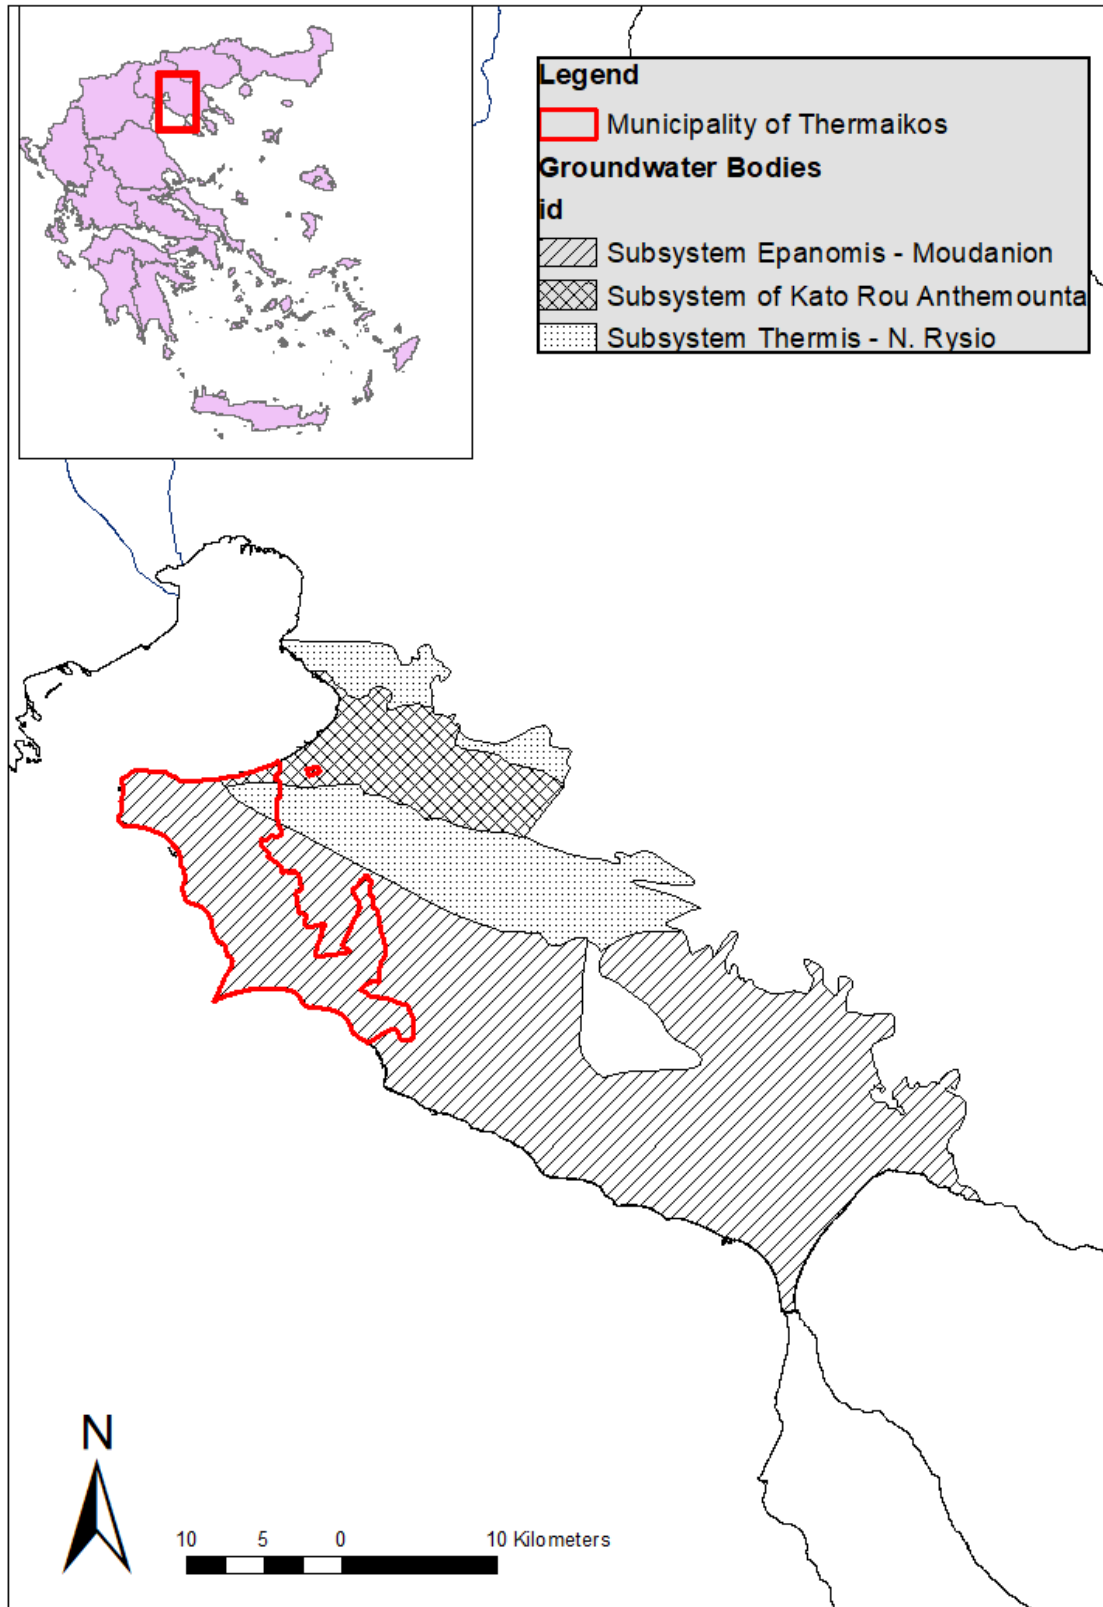 Legend
Municipality of Thermaikos
Groundwater Bodies
id
Subsystem Epanomis - Moudanion
Subsystem of Kato Rou Anthemounta
Subsystem Thermis - N. Rysio
N
10 5 0 10 Kilometers